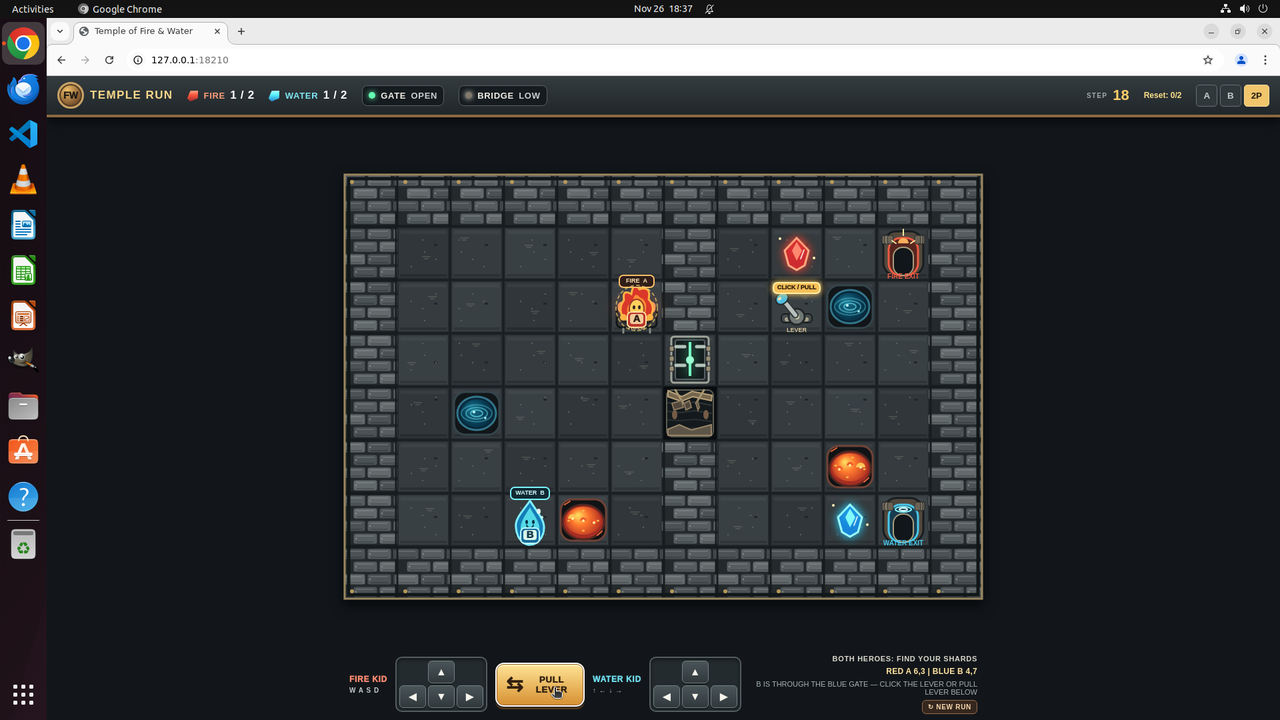 Activities
Google Chrome
Nov 26 18:37
Temple of Fire & Water
127.0.0.1:18210
FW
TEMPLE RUN
FIRE 1 / 2
WATER 1 / 2
GATE OPEN
BRIDGE LOW
STEP 18
Reset: 0/2
A
B
2P
FIRE EXIT
FIRE A
A
CLICK / PULL
LEVER
WATER B
B
WATER EXIT
FIRE KID
W A S D
PULL
LEVER
WATER KID
↑ ← ↓ →
BOTH HEROES: FIND YOUR SHARDS
RED A 6,3 | BLUE B 4,7
B IS THROUGH THE BLUE GATE — CLICK THE LEVER OR PULL
LEVER BELOW
↻ NEW RUN